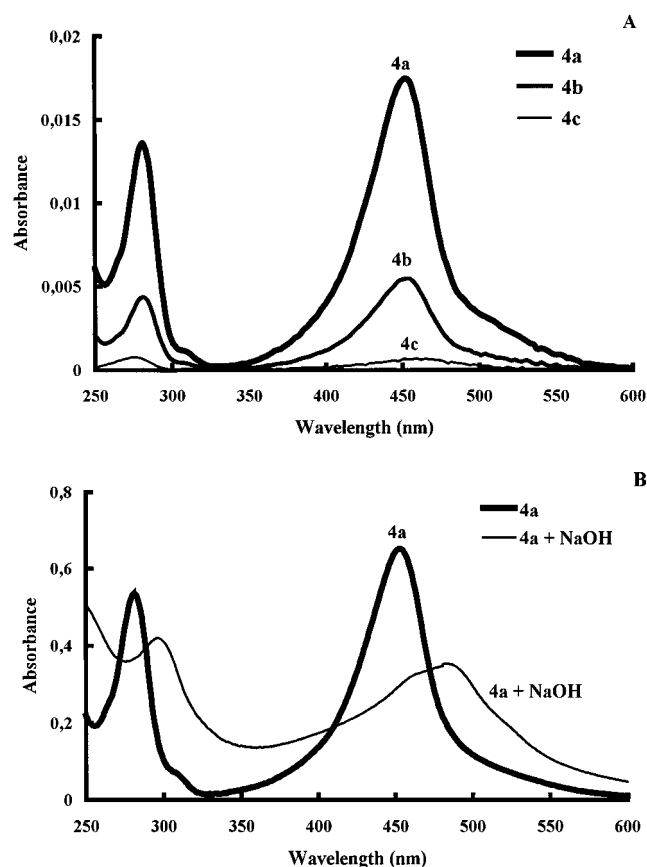 A
0,02
0,015
0,01
0,005
0
Absorbance
4a
4b
4c
4a
4b
4c
250 300 350 400 450 500 550 600
Wavelength (nm)
B
0,8
0,6
0,4
0,2
0
Absorbance
4a
4a + NaOH
4a
4a + NaOH
250 300 350 400 450 500 550 600
Wavelength (nm)